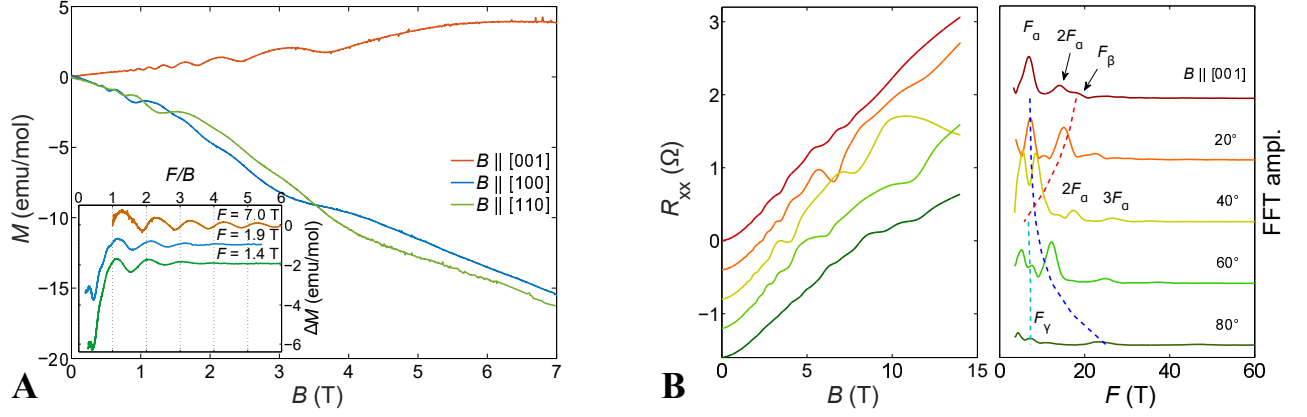 5
0
−5
−10
−15
−20
M (emu/mol)
0
1
2
3
4
5
6
7
B (T)
B || [001]
B || [100]
B || [110]
F/B
0
1
2
3
4
5
6
F = 7.0 T
F = 1.9 T
F = 1.4 T
0
−2
−4
−6
ΔM (emu/mol)
A
3
2
1
0
−1
Rxx (Ω)
0
5
10
15
B (T)
B
Fα
2Fα
Fβ
B || [001]
20°
2Fα
3Fα
40°
60°
Fγ
80°
FFT ampl.
0
20
40
60
F (T)